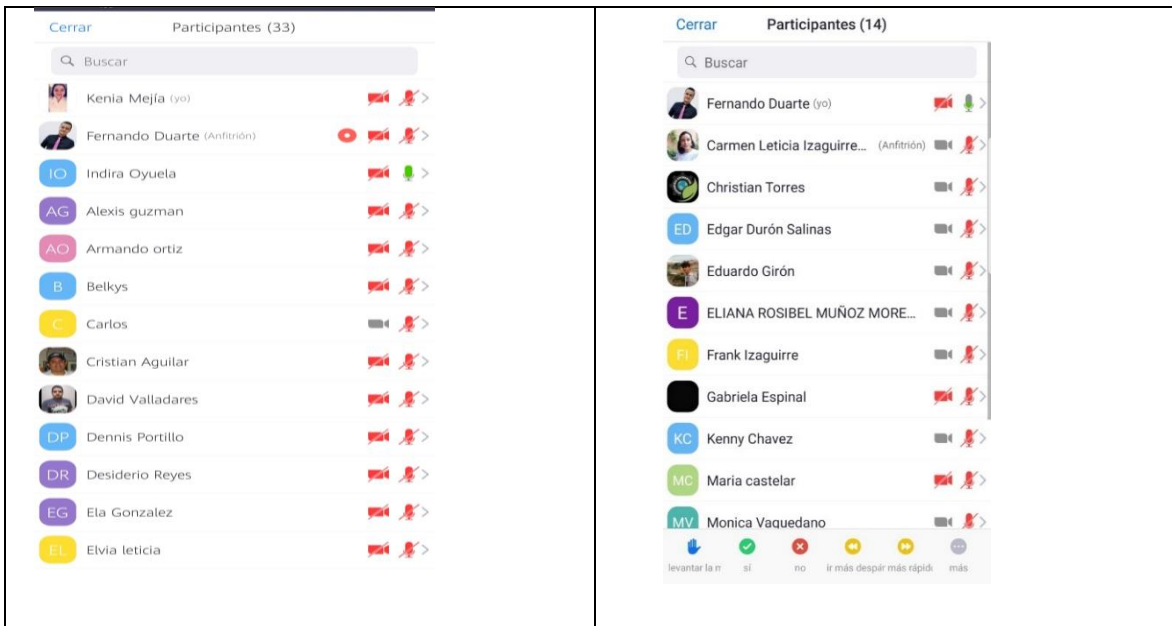 Cerrar Participantes (33)
Buscar
Kenia Mejía (yo)
Fernando Duarte (Anfitrión)
IO Indira Oyuela
AG Alexis guzman
AO Armando ortiz
B Belkys
C Carlos
Cristian Aguilar
David Valladares
DP Dennis Portillo
DR Desiderio Reyes
EG Ela Gonzalez
EL Elvia leticia
Cerrar Participantes (14)
Buscar
Fernando Duarte (yo)
Carmen Leticia Izaguirre... (Anfitrión)
Christian Torres
ED Edgar Durón Salinas
Eduardo Girón
E ELIANA ROSIBEL MUÑOZ MORE...
FI Frank Izaguirre
Gabriela Espinal
KC Kenny Chavez
MC Maria castelar
MV Monica Vaquedano
levantar la m sí no ir más desp ir más rápid más